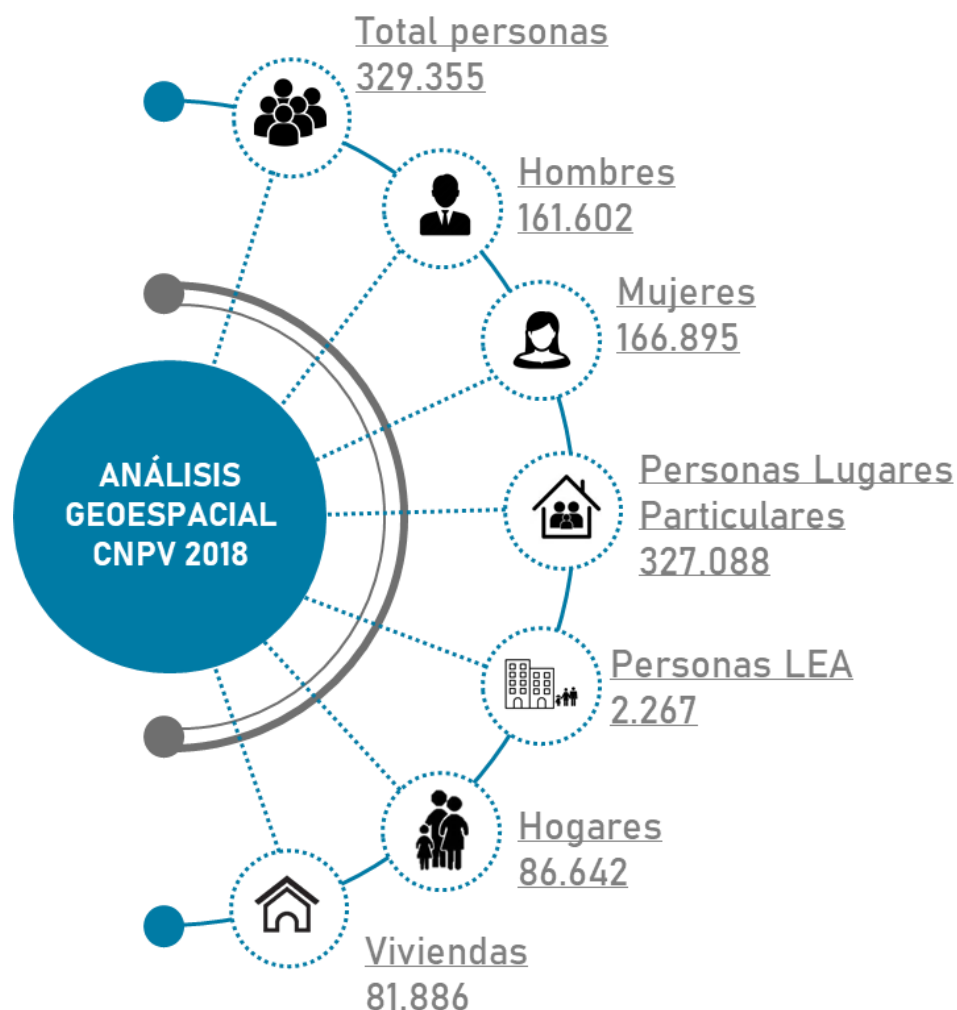 Total personas
329.355
Hombres
161.602
Mujeres
166.895
ANÁLISIS
GEOESPACIAL
CNPV 2018
Personas Lugares
Particulares
327.088
Personas LEA
2.267
Hogares
86.642
Viviendas
81.886